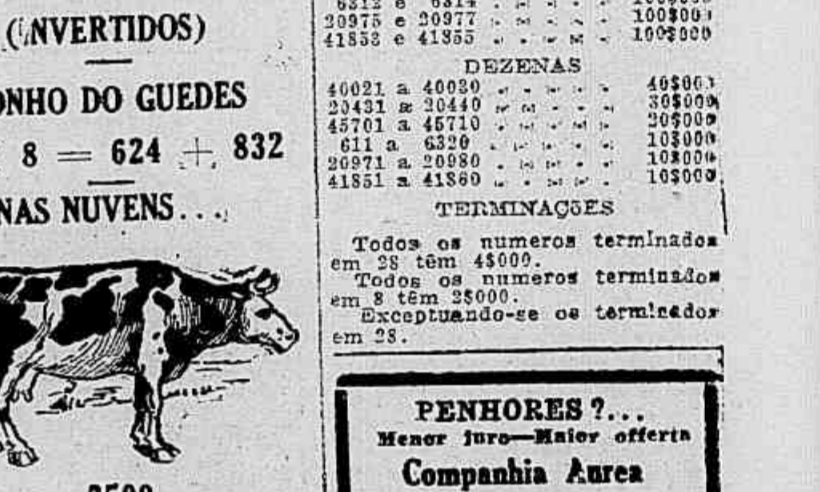 (INVERTIDOS)
ONHO DO GUEDES
8 = 624 + 832
NAS NUVENS...
20975 e 20977 100$000
41853 e 41855 100$000
DEZENAS
40021 a 40030 40$000
20431 a 20440 30$000
45701 a 45710 20$000
611 a 6320 10$000
20971 a 20980 10$000
41851 a 41860 10$000
TERMINAÇÕES
Todos os numeros terminados
em 28 têm 4$000.
Todos os numeros terminados
em 8 têm 2$000.
Exceptuando-se os terminados
em 28.
PENHORES?...
Menor juro—Maior offerta
Companhia Aurea